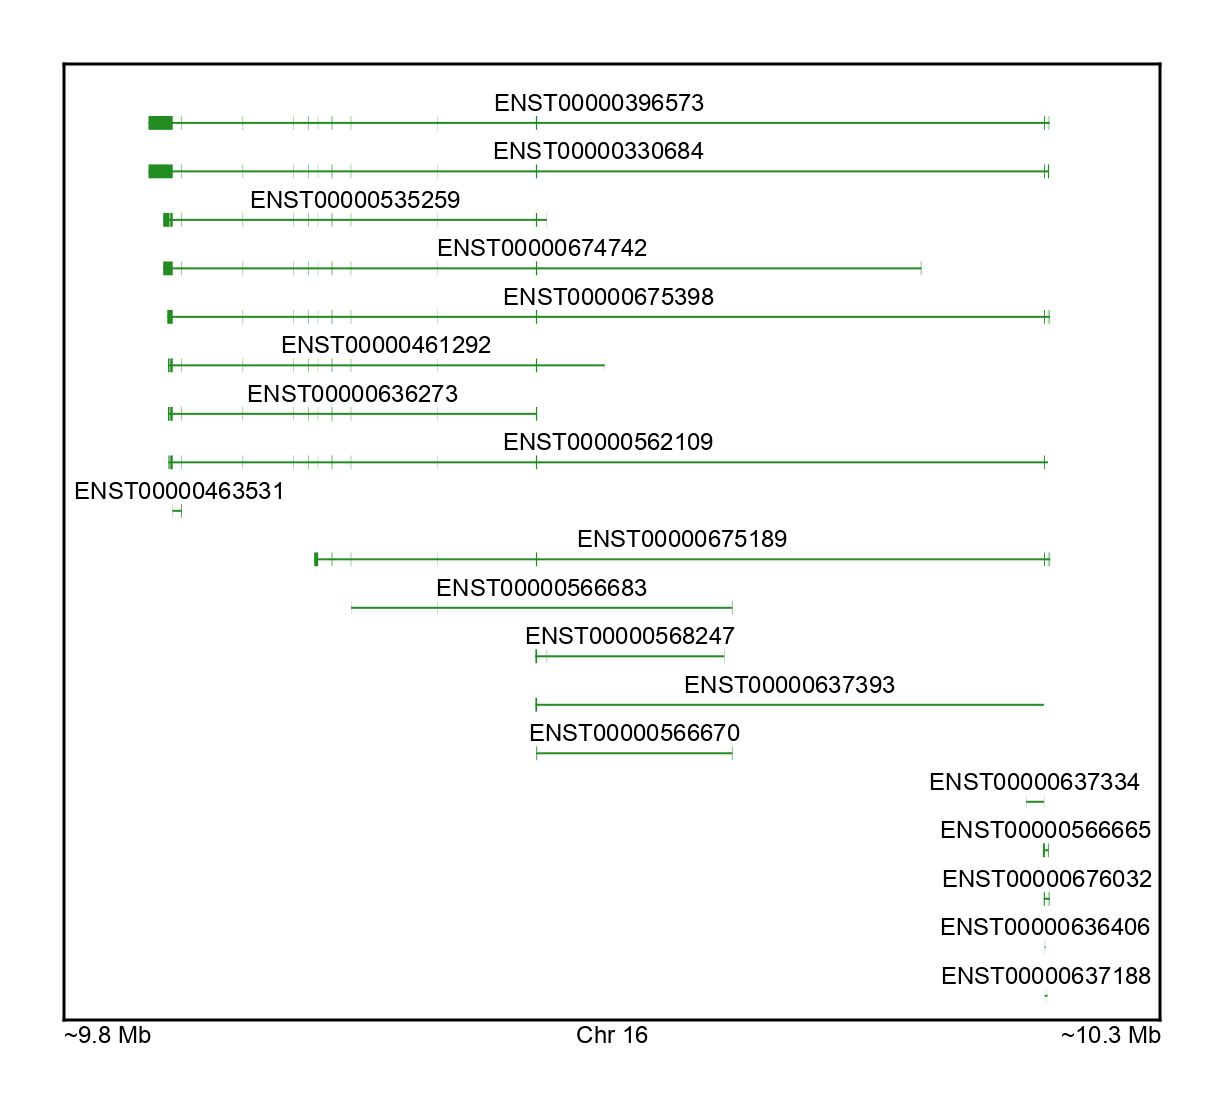 ENST00000396573
ENST00000330684
ENST00000535259
ENST00000674742
ENST00000675398
ENST00000461292
ENST00000636273
ENST00000562109
ENST00000463531
ENST00000675189
ENST00000566683
ENST00000568247
ENST00000637393
ENST00000566670
ENST00000637334
ENST00000566665
ENST00000676032
ENST00000636406
ENST00000637188
~9.8 Mb Chr 16 ~10.3 Mb